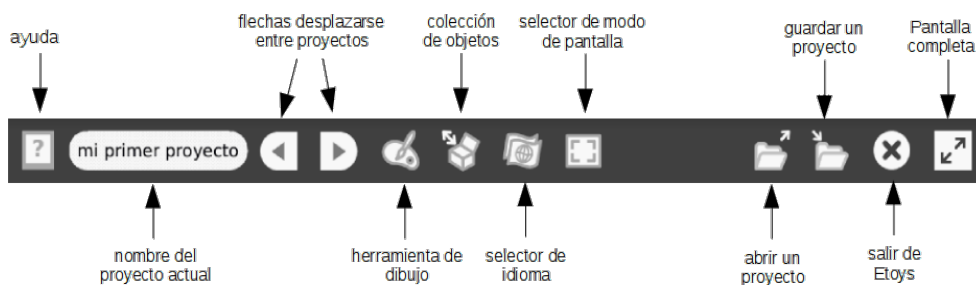 ayuda
flechas desplazarse
entre proyectos
colección
de objetos
selector de modo
de pantalla
guardar un
proyecto
Pantalla
completa
?
mi primer proyecto
nombre del
proyecto actual
herramienta de
dibujo
selector de
idioma
abrir un
proyecto
salir de
Etoys